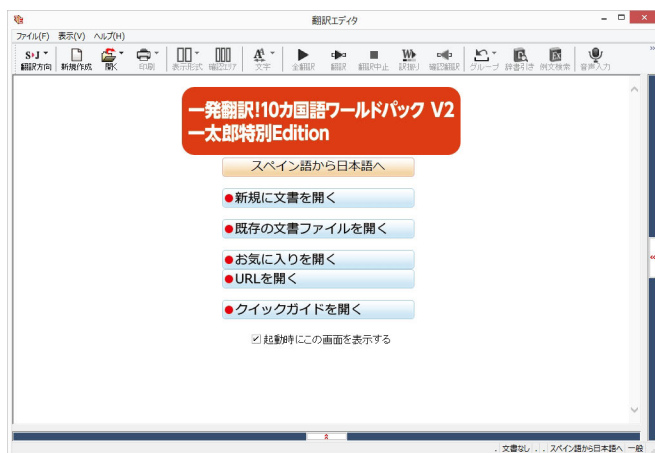 翻訳エディタ
ファイル(F) 表示(V) ヘルプ(H)
S›J
翻訳方向 新規作成 開く 印刷 表示形式 確認エリア 文字 全翻訳 翻訳 翻訳中止 訳振り 確認翻訳 グループ 辞書引き 例文検索 音声入力
一発翻訳!10カ国語ワールドパック V2
一太郎特別Edition
スペイン語から日本語へ
●新規に文書を開く
●既存の文書ファイルを開く
●お気に入りを開く
●URLを開く
●クイックガイドを開く
起動時にこの画面を表示する
文書なし スペイン語から日本語へ 一般